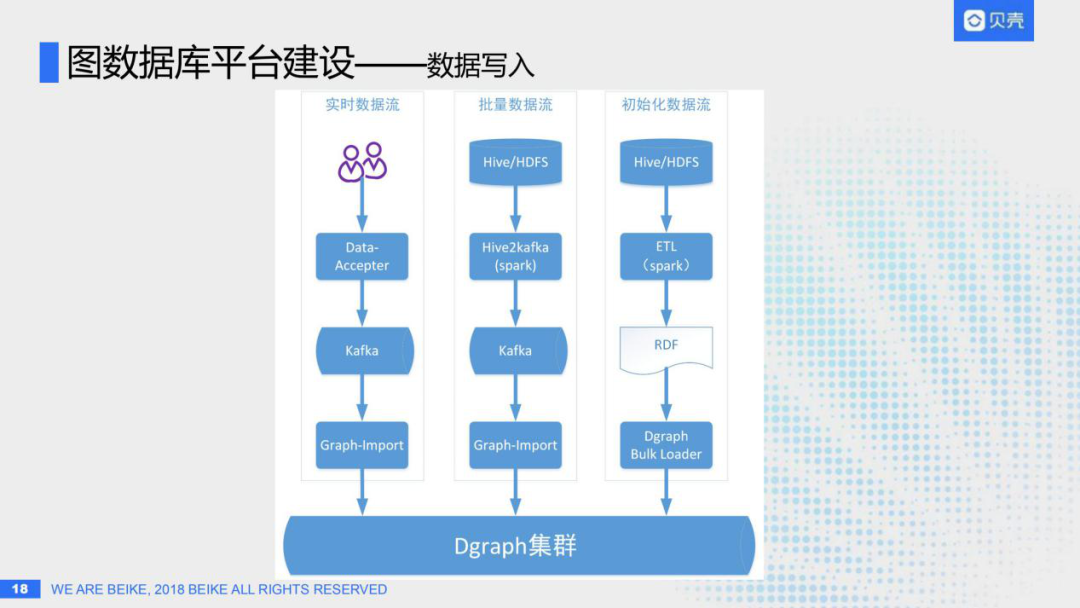 贝壳
图数据库平台建设——数据写入
实时数据流
Data-
Accepter
Kafka
Graph-Import
批量数据流
Hive/HDFS
Hive2kafka
(spark)
Kafka
Graph-Import
初始化数据流
Hive/HDFS
ETL
（spark）
RDF
Dgraph
Bulk Loader
Dgraph集群
18
WE ARE BEIKE, 2018 BEIKE ALL RIGHTS RESERVED